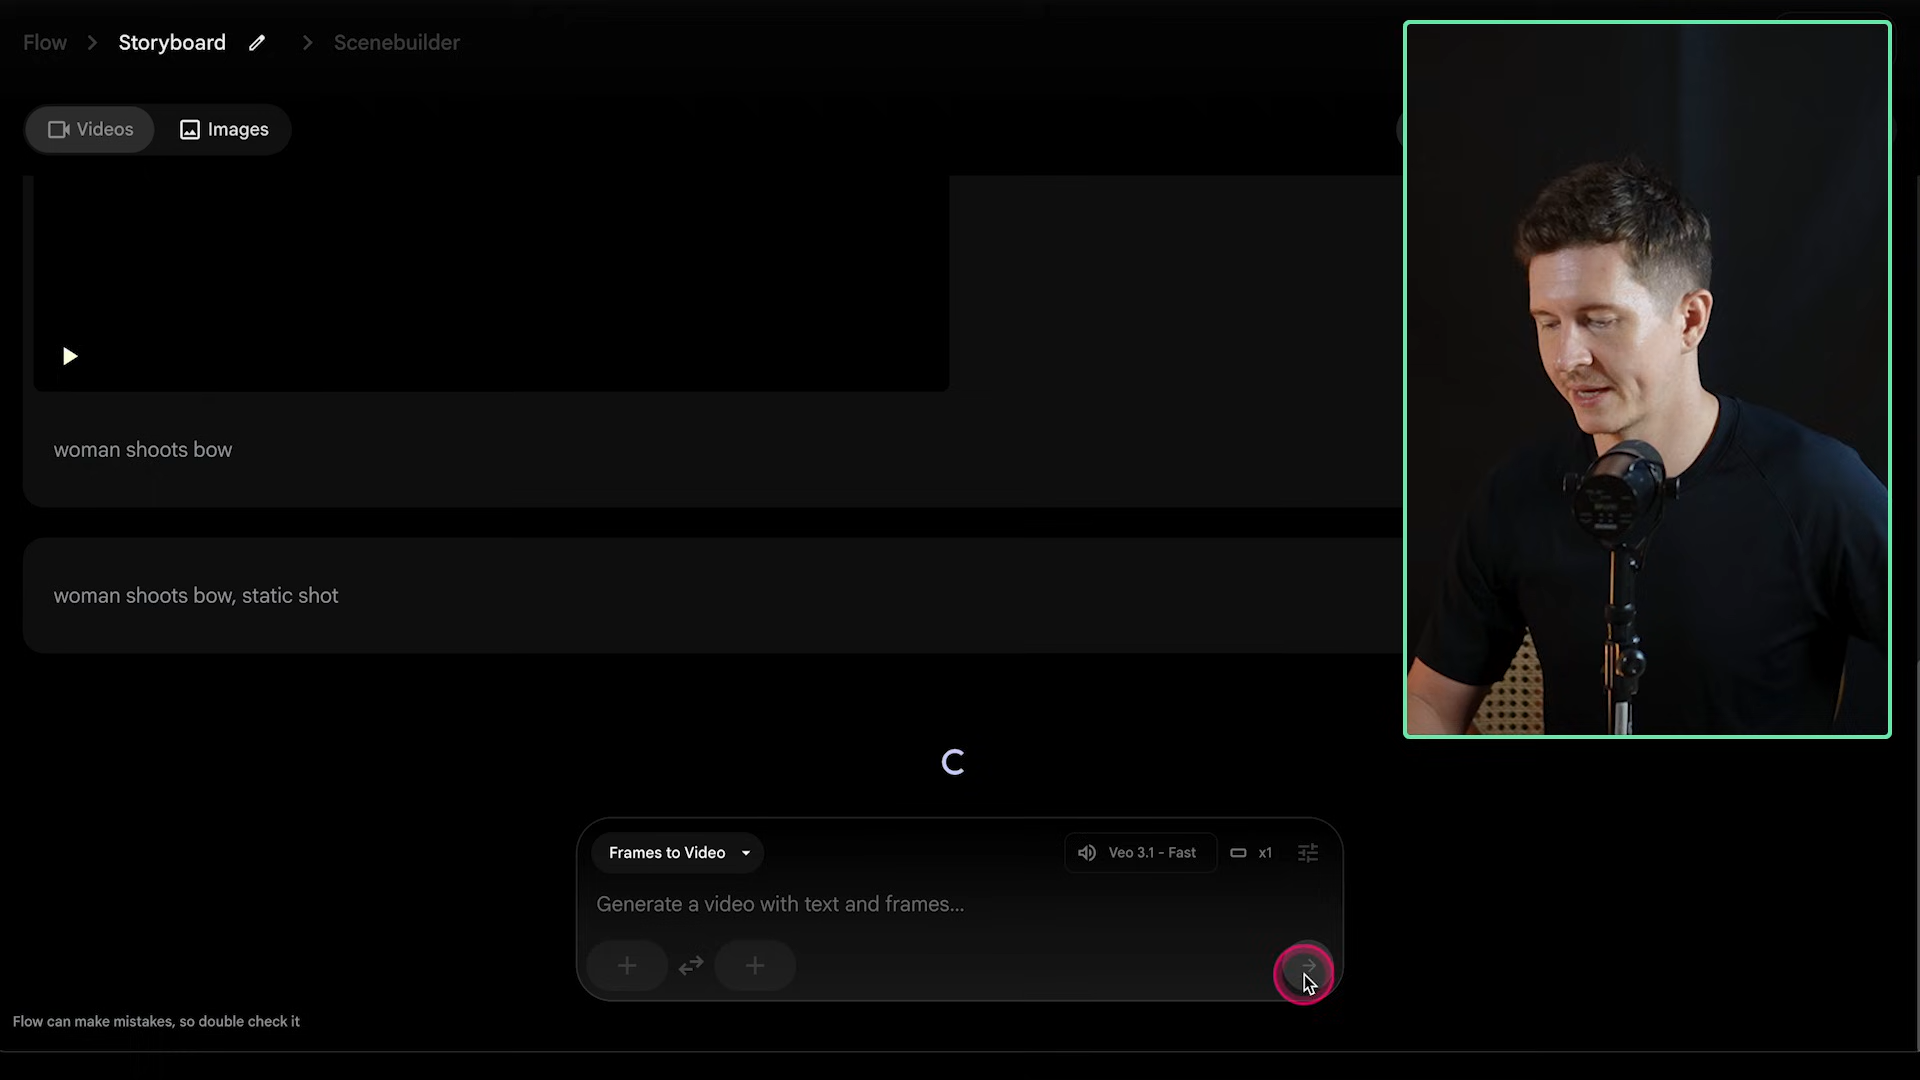 Flow > Storyboard > Scenebuilder
Videos
Images
woman shoots bow
woman shoots bow, static shot
Frames to Video
Veo 3.1 - Fast
x1
Generate a video with text and frames...
Flow can make mistakes, so double check it